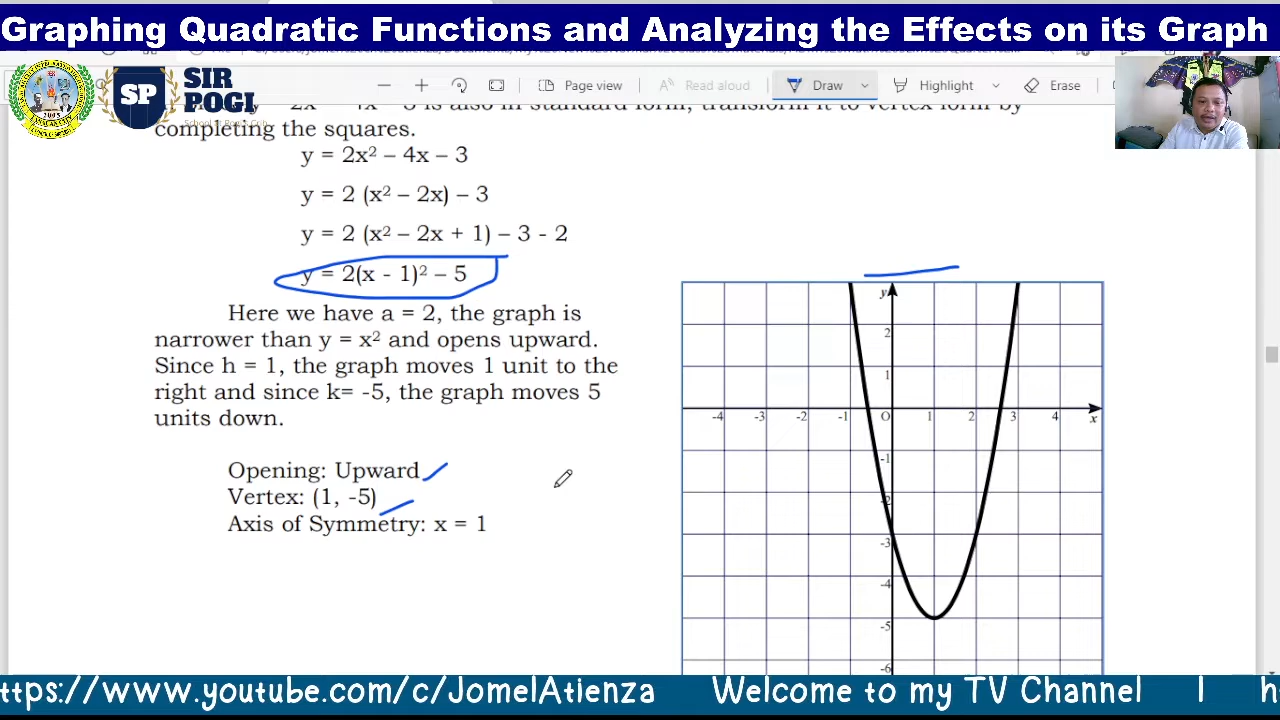 Graphing Quadratic Functions and Analyzing the Effects on its Graph
SP
SIR
POGI
Page view
Read aloud
Draw
Highlight
Erase
completing the squares.
y = 2x² – 4x – 3
y = 2 (x² – 2x) – 3
y = 2 (x² – 2x + 1) – 3 - 2
y = 2(x - 1)² – 5
Here we have a = 2, the graph is
narrower than y = x² and opens upward.
Since h = 1, the graph moves 1 unit to the
right and since k= -5, the graph moves 5
units down.
Opening: Upward
Vertex: (1, -5)
Axis of Symmetry: x = 1
y
2
1
-4 -3 -2 -1 O 1 2 3 4 x
-1
-2
-3
-4
-5
-6
ttps://www.youtube.com/c/JomelAtienza Welcome to my TV Channel I h